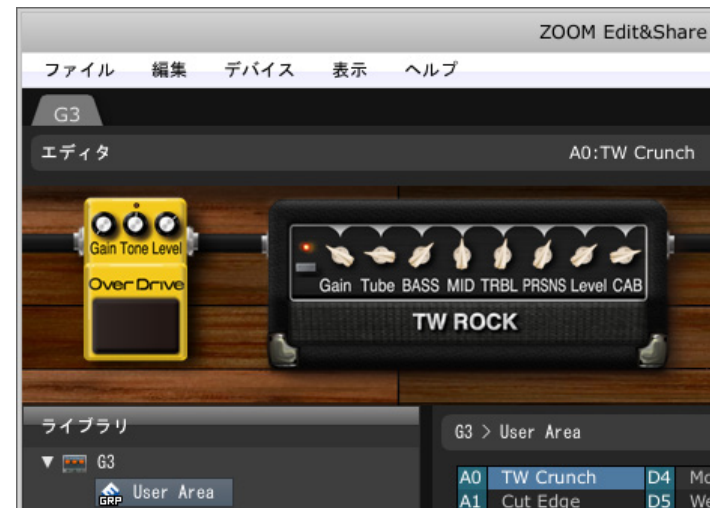 ZOOM Edit&Share
ファイル 編集 デバイス 表示 ヘルプ
G3
エディタ A0:TW Crunch
Gain Tone Level
Over Drive
Gain Tube BASS MID TRBL PRSNS Level CAB
TW ROCK
ライブラリ
G3 > User Area
G3
GRP User Area
A0 TW Crunch D4
A1 Cut Edge D5